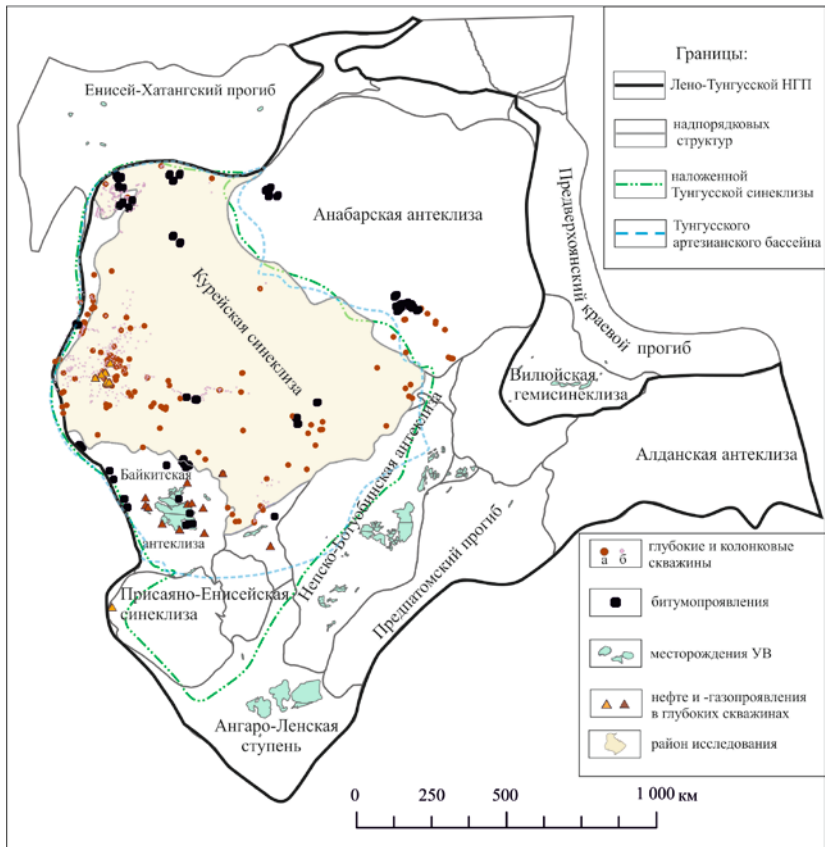 Границы:
Лено-Тунгусской НГП
надпорядковых
структур
наложенной
Тунгусской синеклизы
Тунгусского
артезианского бассейна
Енисей-Хатангский прогиб
Анабарская антеклиза
Предверхоянский краевой прогиб
Курейская синеклиза
Вилюйская
гемисинеклиза
Алданская антеклиза
Байкитская
антеклиза
Непско-Ботуобинская антеклиза
Предпатомский прогиб
Присаяно-Енисейская
синеклиза
Ангаро-Ленская
ступень
а б
глубокие и колонковые
скважины
битумопроявления
месторождения УВ
нефте и -газопроявления
в глубоких скважинах
район исследования
0 250 500 1 000 км